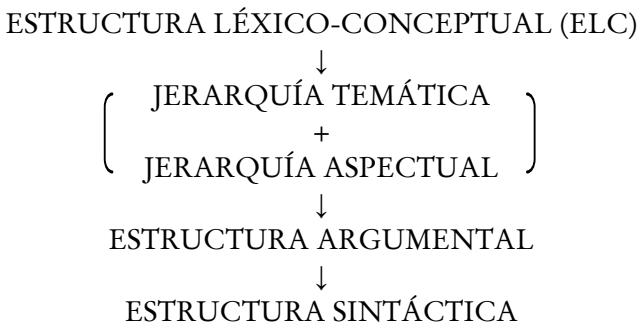 ESTRUCTURA LÉXICO-CONCEPTUAL (ELC)
↓
JERARQUÍA TEMÁTICA
+
JERARQUÍA ASPECTUAL
↓
ESTRUCTURA ARGUMENTAL
↓
ESTRUCTURA SINTÁCTICA